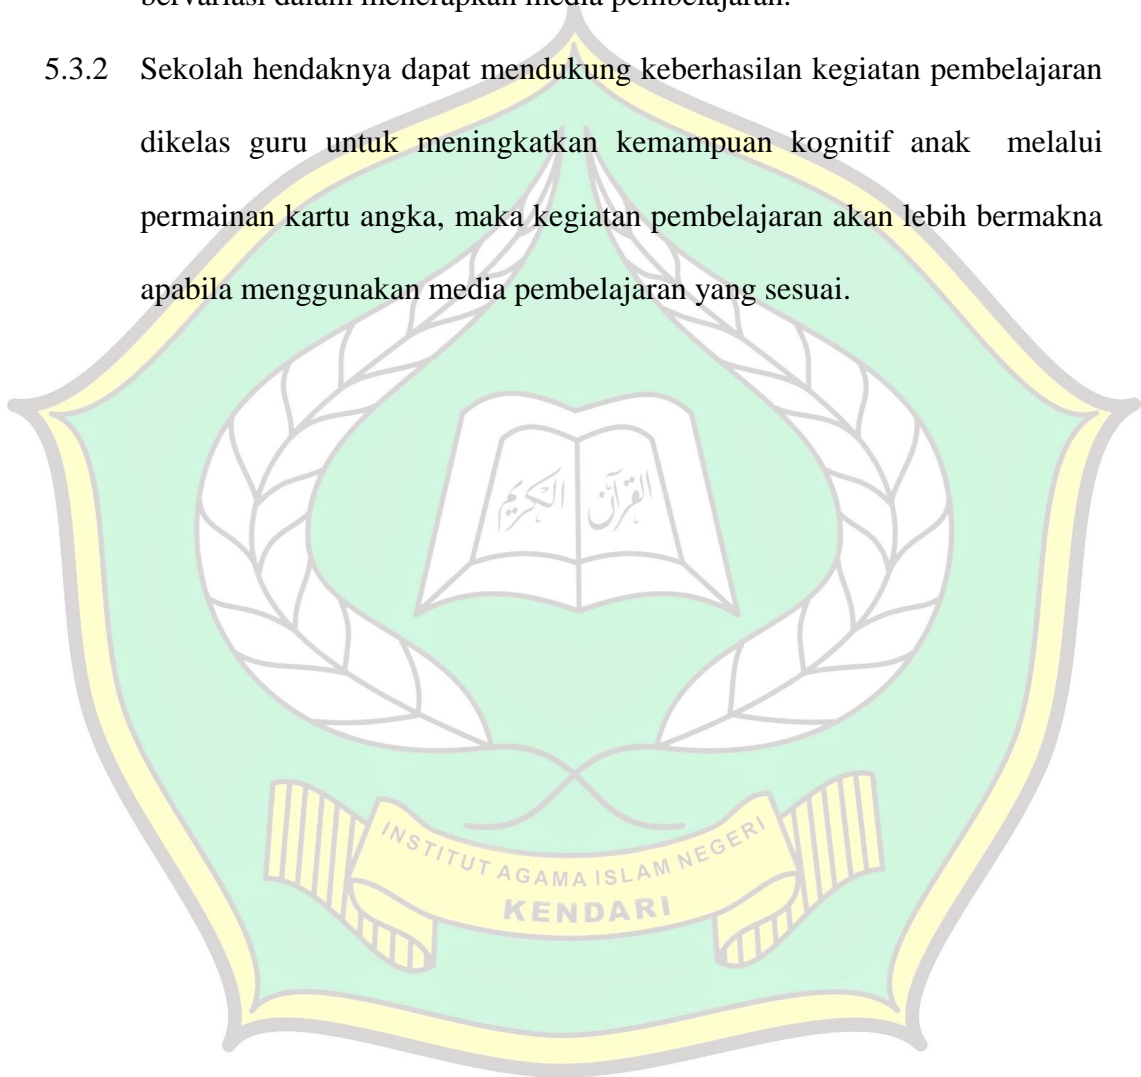 bervariasi dalam menerapkan media pembelajaran.
5.3.2 Sekolah hendaknya dapat mendukung keberhasilan kegiatan pembelajaran
dikelas guru untuk meningkatkan kemampuan kognitif anak melalui
permainan kartu angka, maka kegiatan pembelajaran akan lebih bermakna
apabila menggunakan media pembelajaran yang sesuai.
القرآن الكريم
INSTITUT AGAMA ISLAM NEGERI
KENDARI